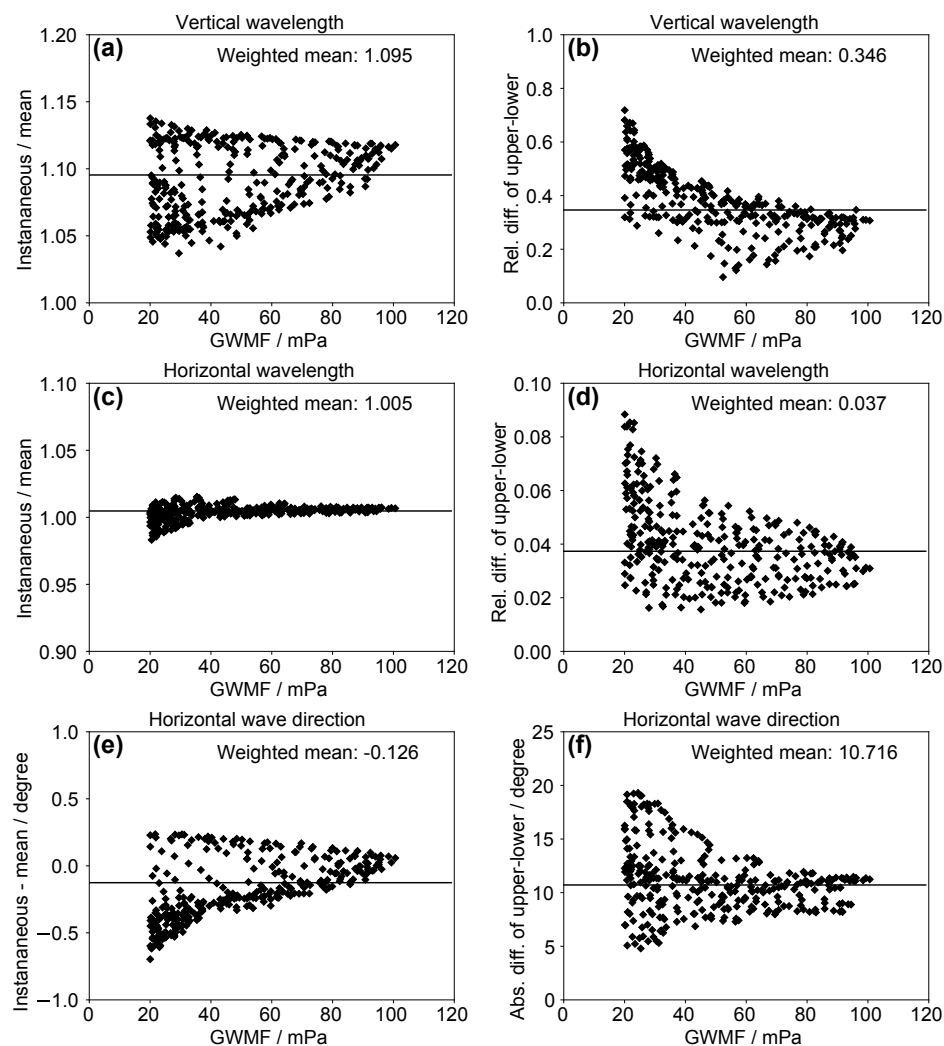 Vertical wavelength
(a)
Weighted mean: 1.095
Instananeous / mean
1.20
1.15
1.10
1.05
1.00
0 20 40 60 80 100 120
GWMF / mPa
Vertical wavelength
(b)
Weighted mean: 0.346
Rel. diff. of upper-lower
1.0
0.8
0.6
0.4
0.2
0.0
0 20 40 60 80 100 120
GWMF / mPa
Horizontal wavelength
(c)
Weighted mean: 1.005
Instananeous / mean
1.10
1.05
1.00
0.95
0.90
0 20 40 60 80 100 120
GWMF / mPa
Horizontal wavelength
(d)
Weighted mean: 0.037
Rel. diff. of upper-lower
0.10
0.08
0.06
0.04
0.02
0.00
0 20 40 60 80 100 120
GWMF / mPa
Horizontal wave direction
(e)
Weighted mean: -0.126
Instananeous - mean / degree
1.0
0.5
0.0
−0.5
−1.0
0 20 40 60 80 100 120
GWMF / mPa
Horizontal wave direction
(f)
Weighted mean: 10.716
Abs. diff. of upper-lower / degree
25
20
15
10
5
0
0 20 40 60 80 100 120
GWMF / mPa